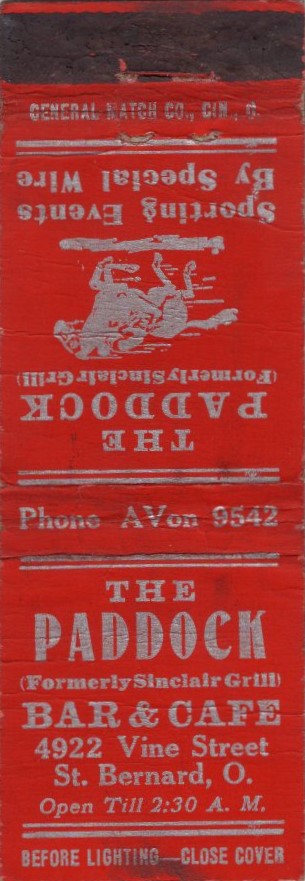 GENERAL MATCH CO., CIN., O.
THE
PADDOCK
(Formerly Sinclair Grill)
Sporting Events
By Special Wire
Phone AVon 9542
THE
PADDOCK
(Formerly Sinclair Grill)
BAR & CAFE
4922 Vine Street
St. Bernard, O.
Open Till 2:30 A. M.
BEFORE LIGHTING—CLOSE COVER